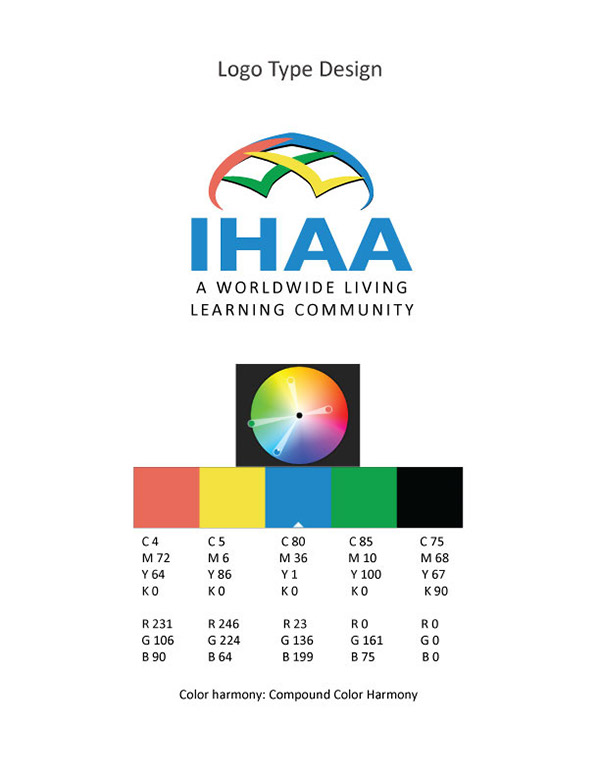 Logo Type Design
IHAA
A WORLDWIDE LIVING
LEARNING COMMUNITY
C 4 C 5 C 80 C 85 C 75
M 72 M 6 M 36 M 10 M 68
Y 64 Y 86 Y 1 Y 100 Y 67
K 0 K 0 K 0 K 0 K 90
R 231 R 246 R 23 R 0 R 0
G 106 G 224 G 136 G 161 G 0
B 90 B 64 B 199 B 75 B 0
Color harmony: Compound Color Harmony